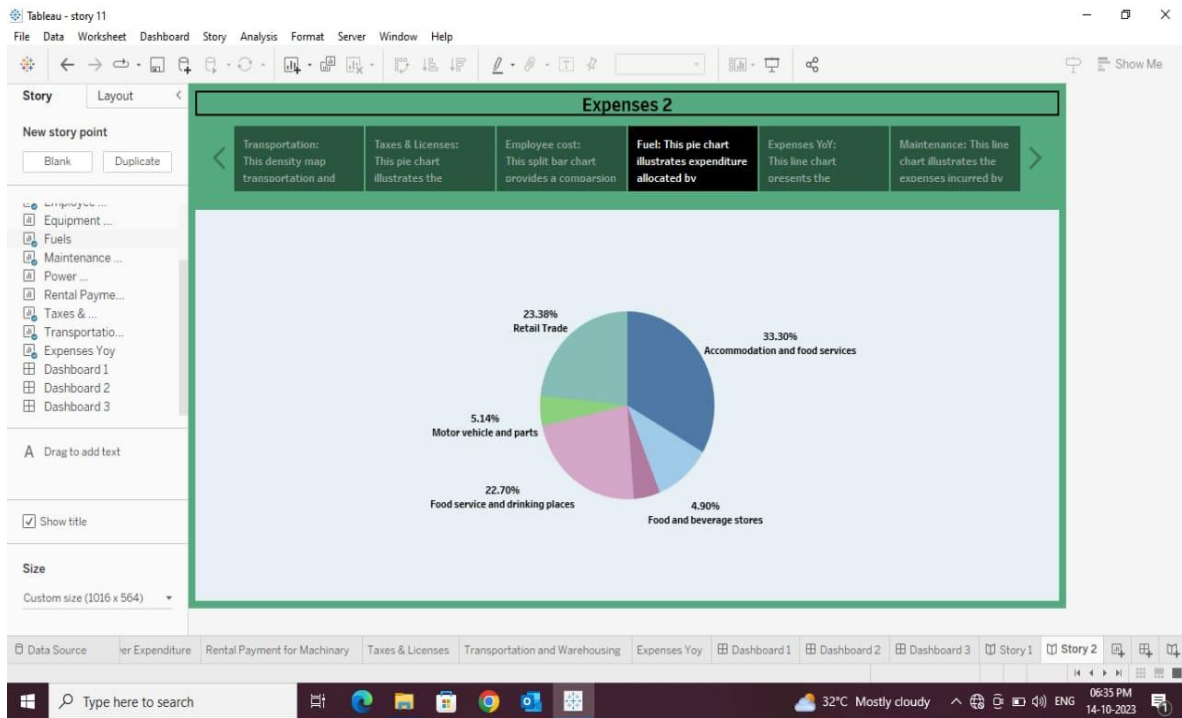 Tableau - story 11
File Data Worksheet Dashboard Story Analysis Format Server Window Help
Show Me
Story Layout
New story point
Blank Duplicate
Employee ...
Equipment ...
Fuels
Maintenance ...
Power ...
Rental Payme...
Taxes & ...
Transportatio...
Expenses Yoy
Dashboard 1
Dashboard 2
Dashboard 3
A Drag to add text
Show title
Size
Custom size (1016 x 564)
Expenses 2
Transportation:
This density map
transportation and
Taxes & Licenses:
This pie chart
illustrates the
Employee cost:
This split bar chart
provides a comparsion
Fuel: This pie chart
illustrates expenditure
allocated by
Expenses YoY:
This line chart
presents the
Maintenance: This line
chart illustrates the
expenses incurred by
23.38%
Retail Trade
33.30%
Accommodation and food services
5.14%
Motor vehicle and parts
22.70%
Food service and drinking places
4.90%
Food and beverage stores
Data Source er Expenditure Rental Payment for Machinary Taxes & Licenses Transportation and Warehousing Expenses Yoy Dashboard 1 Dashboard 2 Dashboard 3 Story 1 Story 2
Type here to search
32°C Mostly cloudy
ENG
06:35 PM
14-10-2023
1